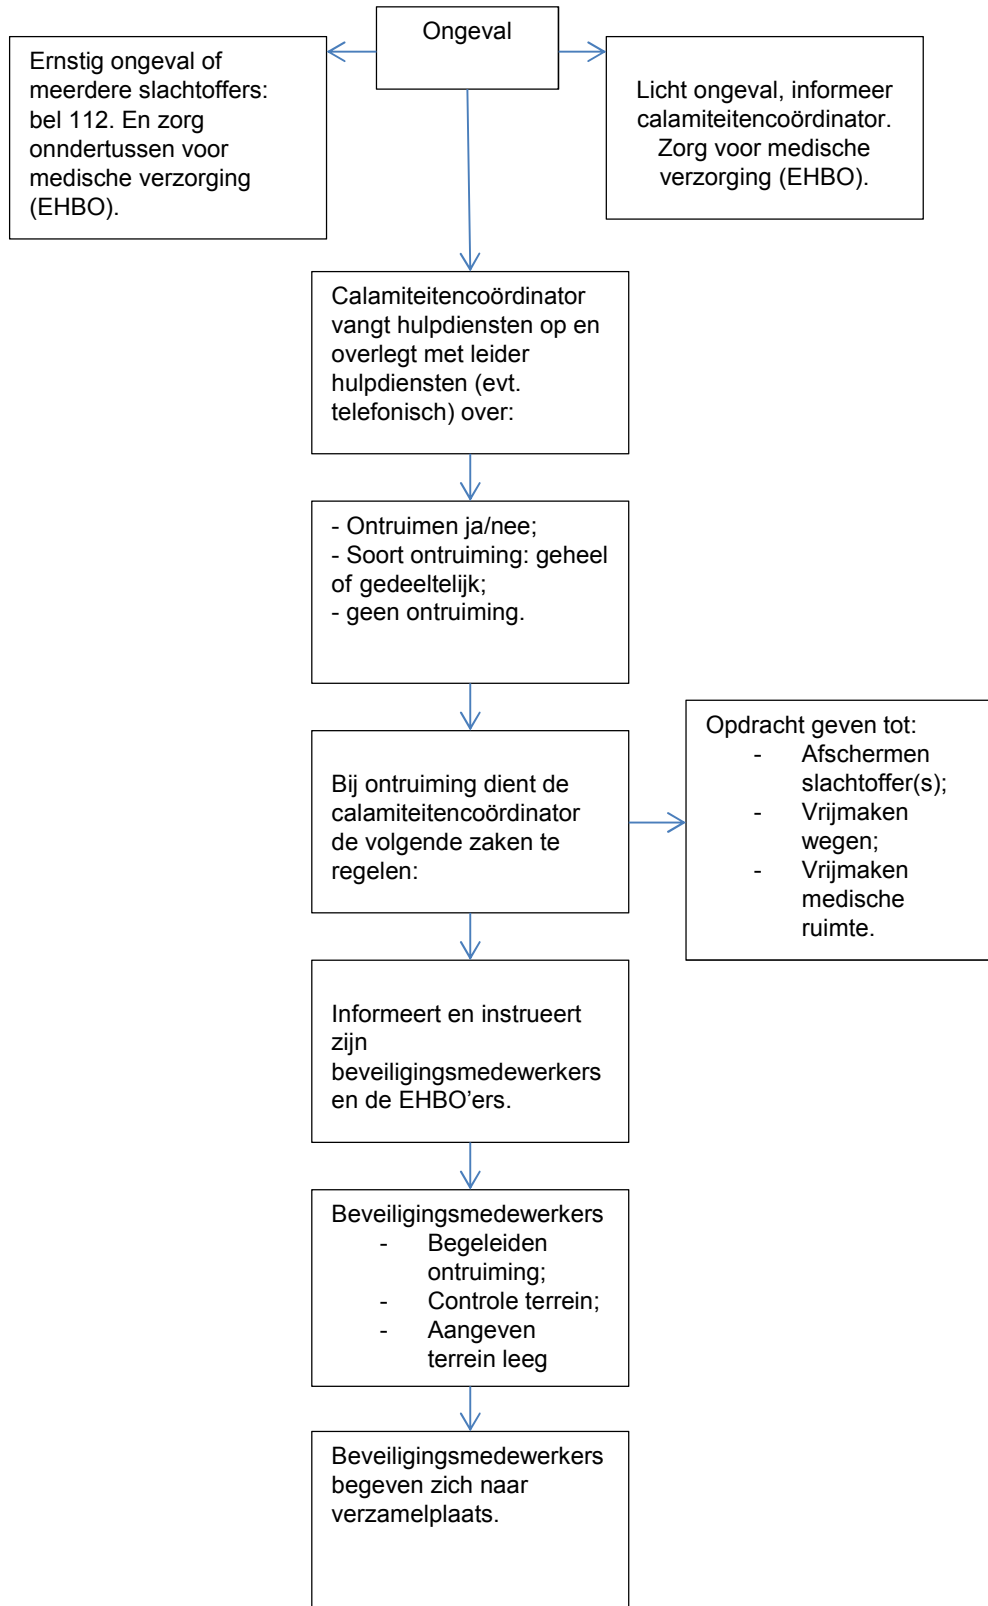 Ongeval
Ernstig ongeval of
meerdere slachtoffers:
bel 112. En zorg
onndertussen voor
medische verzorging
(EHBO).
Licht ongeval, informeer
calamiteitencoördinator.
Zorg voor medische
verzorging (EHBO).
Calamiteitencoördinator
vangt hulpdiensten op en
overlegt met leider
hulpdiensten (evt.
telefonisch) over:
- Ontruimen ja/nee;
- Soort ontruiming: geheel
of gedeeltelijk;
- geen ontruiming.
Bij ontruiming dient de
calamiteitencoördinator
de volgende zaken te
regelen:
Opdracht geven tot:
- Afschermen
slachtoffer(s);
- Vrijmaken
wegen;
- Vrijmaken
medische
ruimte.
Informeert en instrueert
zijn
beveiligingsmedewerkers
en de EHBO’ers.
Beveiligingsmedewerkers
- Begeleiden
ontruiming;
- Controle terrein;
- Aangeven
terrein leeg
Beveiligingsmedewerkers
begeven zich naar
verzamelplaats.